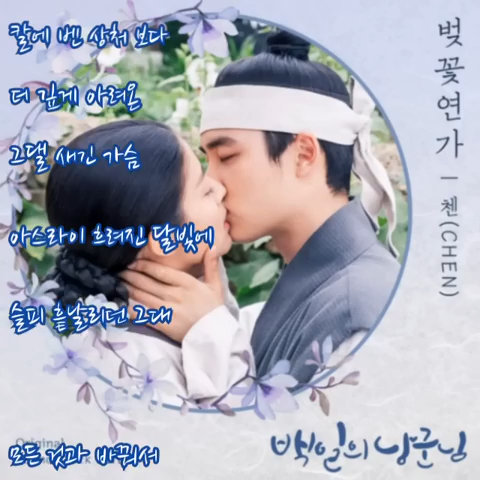 칼에 벤 상처 보다
더 깊게 아려온
그댈 새긴 가슴
아스라이 흐려진 달빛에
슬피 흩날리던 그대
모든 것과 바꿔서
벚꽃연가 - 첸(CHEN)
Original
백일의 낭군님